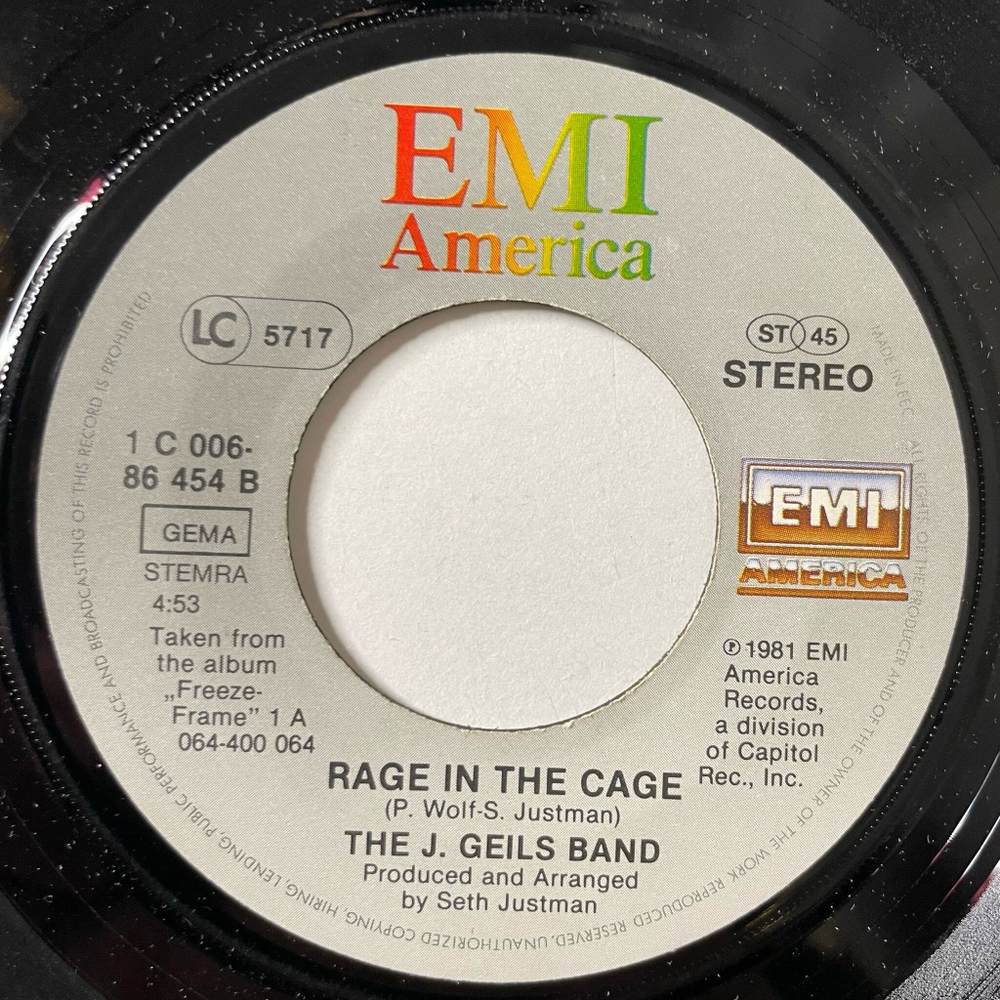 EMI
America
LC 5717
ST 45
STEREO
1 C 006-
86 454 B
GEMA
STEMRA
4:53
Taken from
the album
„Freeze-
Frame” 1 A
064-400 064
EMI
AMERICA
℗ 1981 EMI
America
Records,
a division
of Capitol
Rec., Inc.
RAGE IN THE CAGE
(P. Wolf-S. Justman)
THE J. GEILS BAND
Produced and Arranged
by Seth Justman
MADE IN EEC ALL RIGHTS OF THE PRODUCER AND OF THE OWNER OF THE WORK REPRODUCED RESERVED. UNAUTHORIZED COPYING, HIRING, LENDING, PUBLIC PERFORMANCE AND BROADCASTING OF THIS RECORD IS PROHIBITED